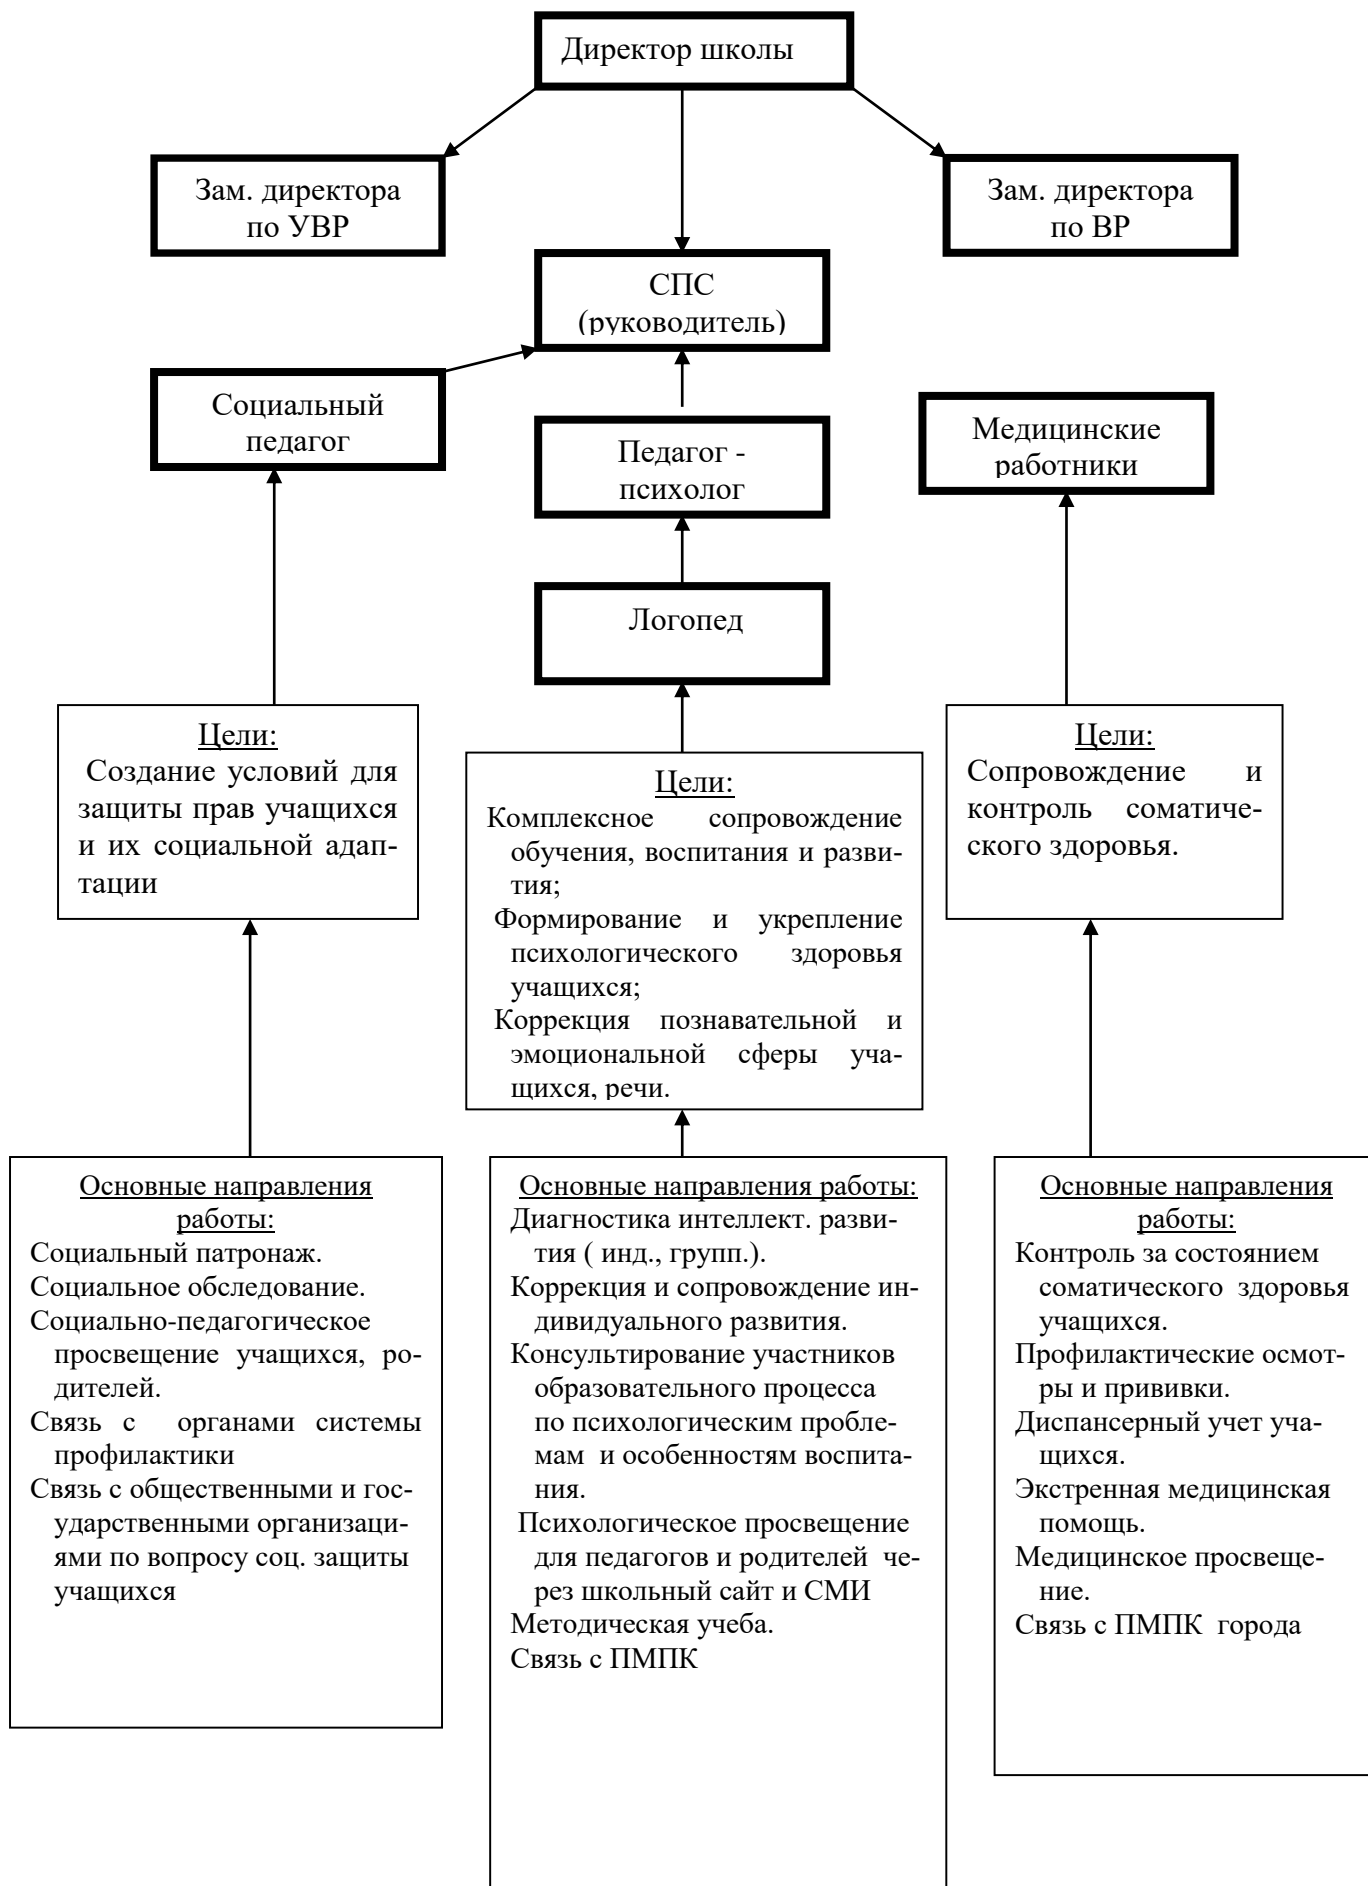 Директор школы
Зам. директора
по УВР
Зам. директора
по ВР
СПС
(руководитель)
Социальный
педагог
Педагог -
психолог
Медицинские
работники
Логопед
Цели:
Создание условий для
защиты прав учащихся
и их социальной адап-
тации
Цели:
Комплексное сопровождение
обучения, воспитания и разви-
тия;
Формирование и укрепление
психологического здоровья
учащихся;
Коррекция познавательной и
эмоциональной сферы уча-
щихся, речи.
Цели:
Сопровождение и
контроль соматиче-
ского здоровья.
Основные направления
работы:
Социальный патронаж.
Социальное обследование.
Социально-педагогическое
просвещение учащихся, ро-
дителей.
Связь с органами системы
профилактики
Связь с общественными и гос-
ударственными организаци-
ями по вопросу соц. защиты
учащихся
Основные направления работы:
Диагностика интеллект. разви-
тия ( инд., групп.).
Коррекция и сопровождение ин-
дивидуального развития.
Консультирование участников
образовательного процесса
по психологическим пробле-
мам и особенностям воспита-
ния.
Психологическое просвещение
для педагогов и родителей че-
рез школьный сайт и СМИ
Методическая учеба.
Связь с ПМПК
Основные направления
работы:
Контроль за состоянием
соматического здоровья
учащихся.
Профилактические осмот-
ры и прививки.
Диспансерный учет уча-
щихся.
Экстренная медицинская
помощь.
Медицинское просвеще-
ние.
Связь с ПМПК города